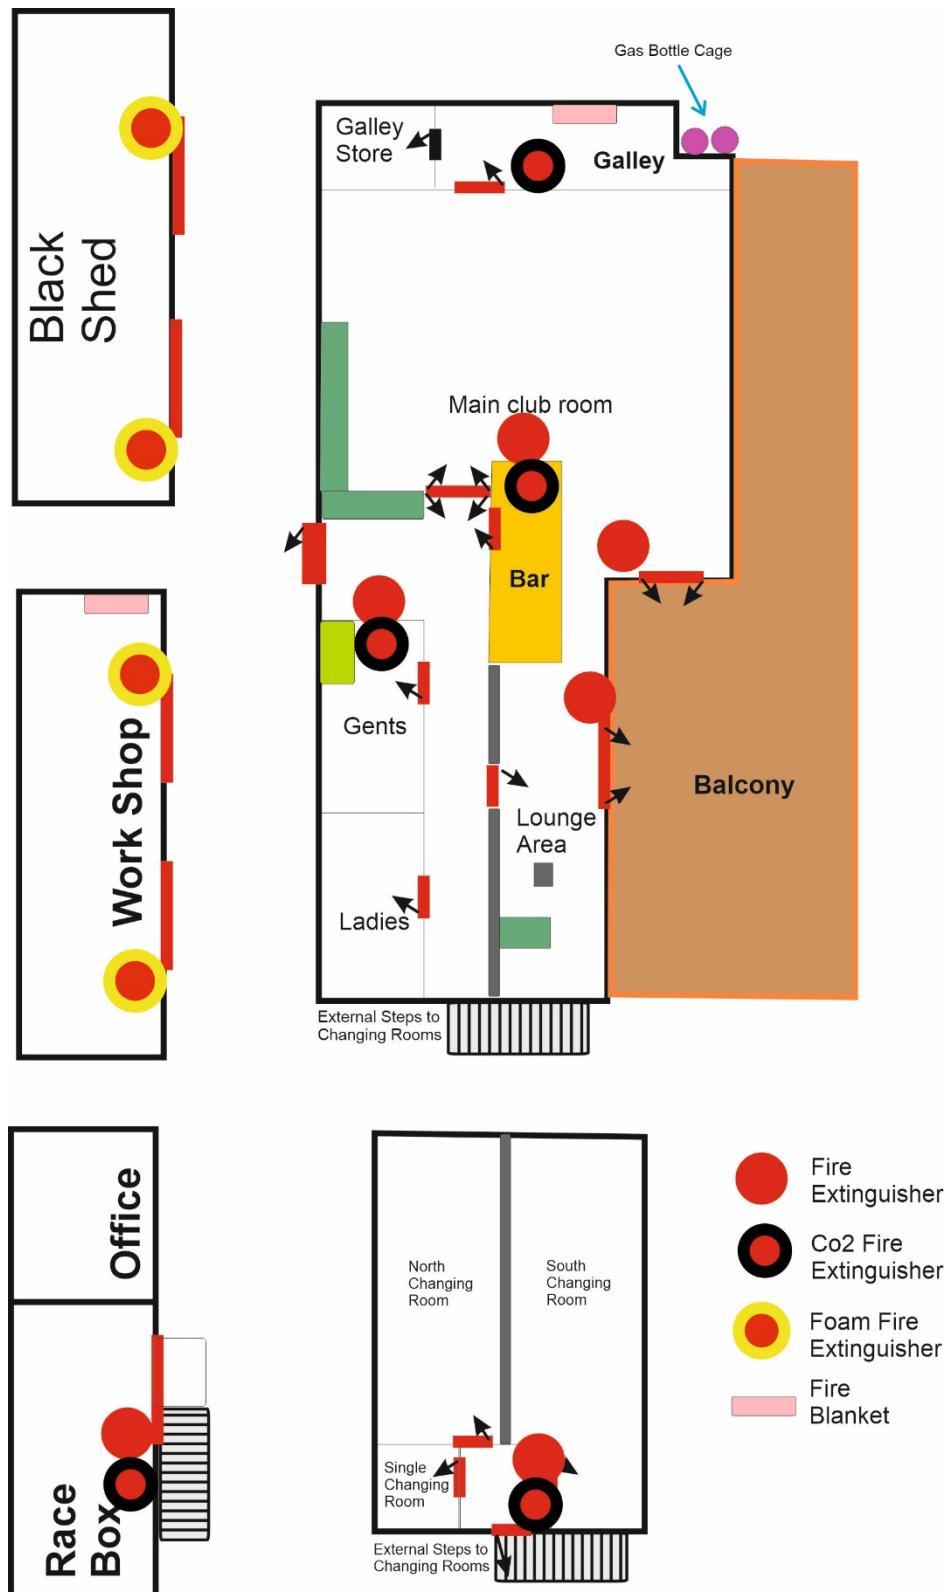 Gas Bottle Cage
Galley
Store
Galley
Black
Shed
Main club room
Bar
Gents
Work Shop
Balcony
Lounge
Area
Ladies
External Steps to
Changing Rooms
Office
North
Changing
Room
South
Changing
Room
Fire
Extinguisher
Co2 Fire
Extinguisher
Foam Fire
Extinguisher
Fire
Blanket
Single
Changing
Room
Race
Box
External Steps to
Changing Rooms